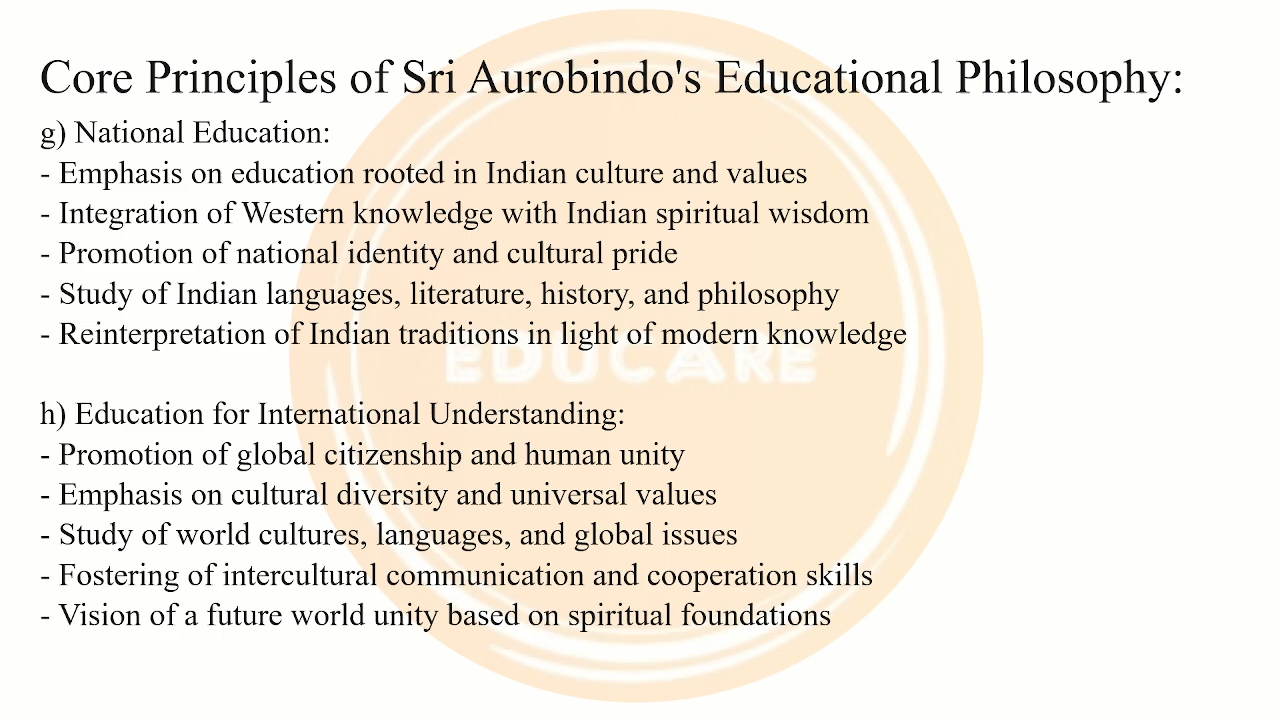 Core Principles of Sri Aurobindo's Educational Philosophy:
g) National Education:
- Emphasis on education rooted in Indian culture and values
- Integration of Western knowledge with Indian spiritual wisdom
- Promotion of national identity and cultural pride
- Study of Indian languages, literature, history, and philosophy
- Reinterpretation of Indian traditions in light of modern knowledge
EDUCARE
h) Education for International Understanding:
- Promotion of global citizenship and human unity
- Emphasis on cultural diversity and universal values
- Study of world cultures, languages, and global issues
- Fostering of intercultural communication and cooperation skills
- Vision of a future world unity based on spiritual foundations